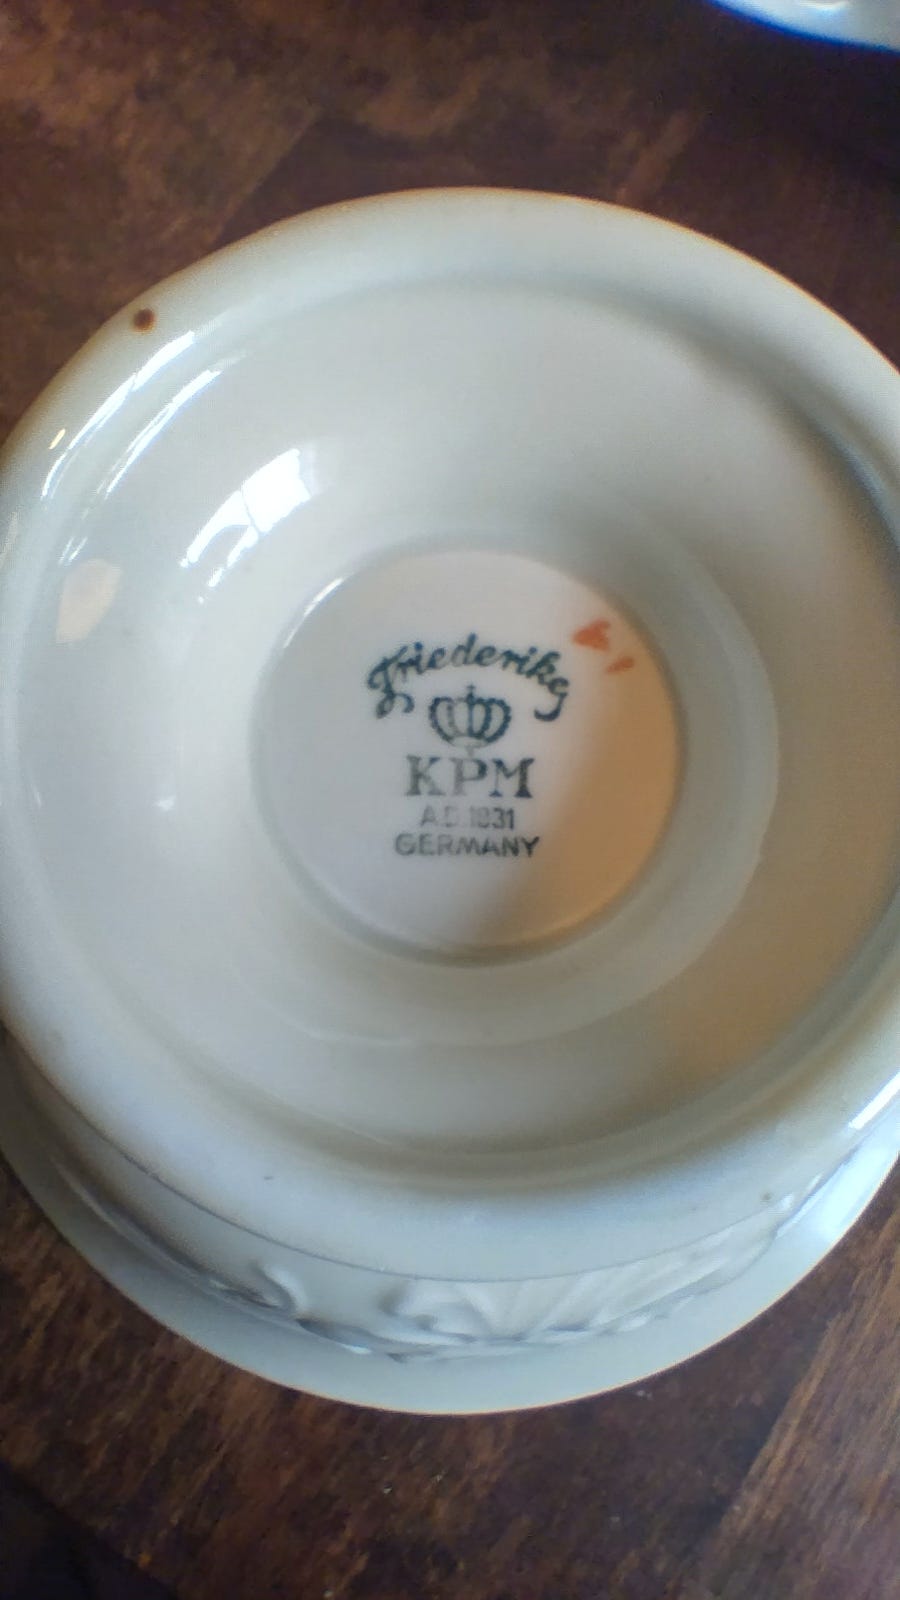 Friederike
KPM
A.D. 1831
GERMANY